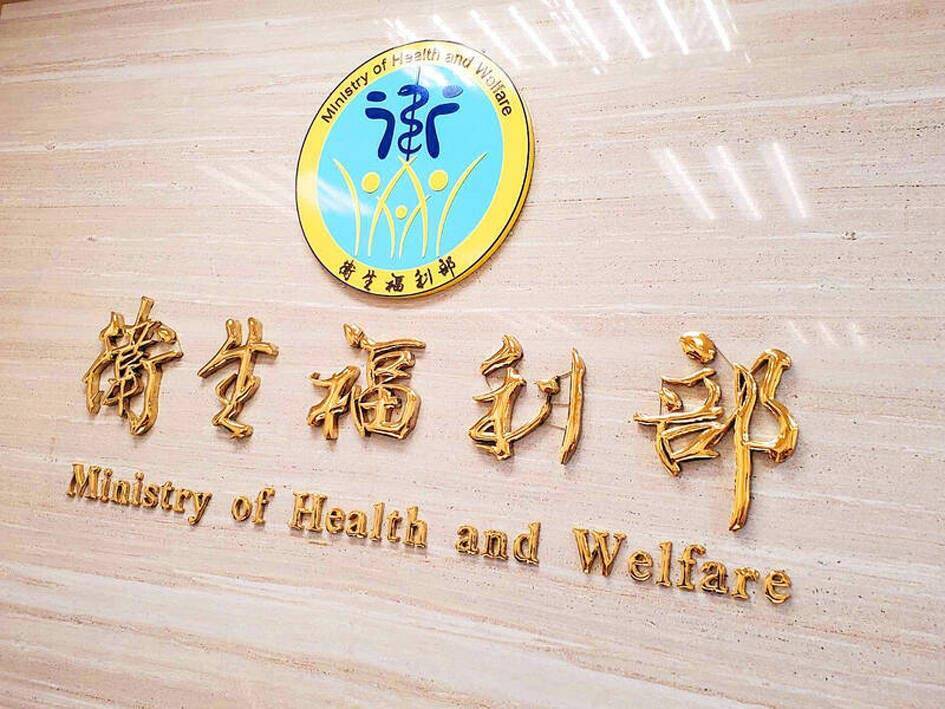 Ministry of Health and Welfare
衛生福利部
衛生福利部
Ministry of Health and Welfare